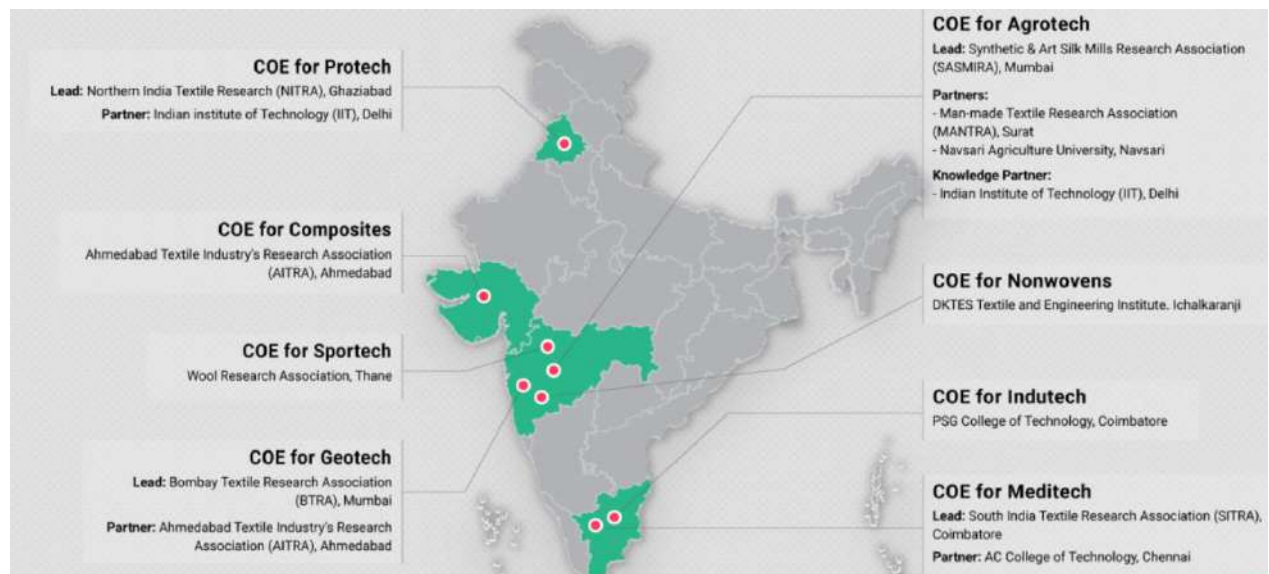 COE for Protech
Lead: Northern India Textile Research (NITRA), Ghaziabad
Partner: Indian institute of Technology (IIT), Delhi
COE for Composites
Ahmedabad Textile Industry's Research Association
(AITRA), Ahmedabad
COE for Sportech
Wool Research Association, Thane
COE for Geotech
Lead: Bombay Textile Research Association
(BTRA), Mumbai
Partner: Ahmedabad Textile Industry's Research
Association (AITRA), Ahmedabad
COE for Agrotech
Lead: Synthetic & Art Silk Mills Research Association
(SASMIRA), Mumbai
Partners:
- Man-made Textile Research Association
(MANTRA), Surat
- Navsari Agriculture University, Navsari
Knowledge Partner:
- Indian Institute of Technology (IIT), Delhi
COE for Nonwovens
DKTES Textile and Engineering Institute. Ichalkaranji
COE for Indutech
PSG College of Technology, Coimbatore
COE for Meditech
Lead: South India Textile Research Association (SITRA),
Coimbatore
Partner: AC College of Technology, Chennai